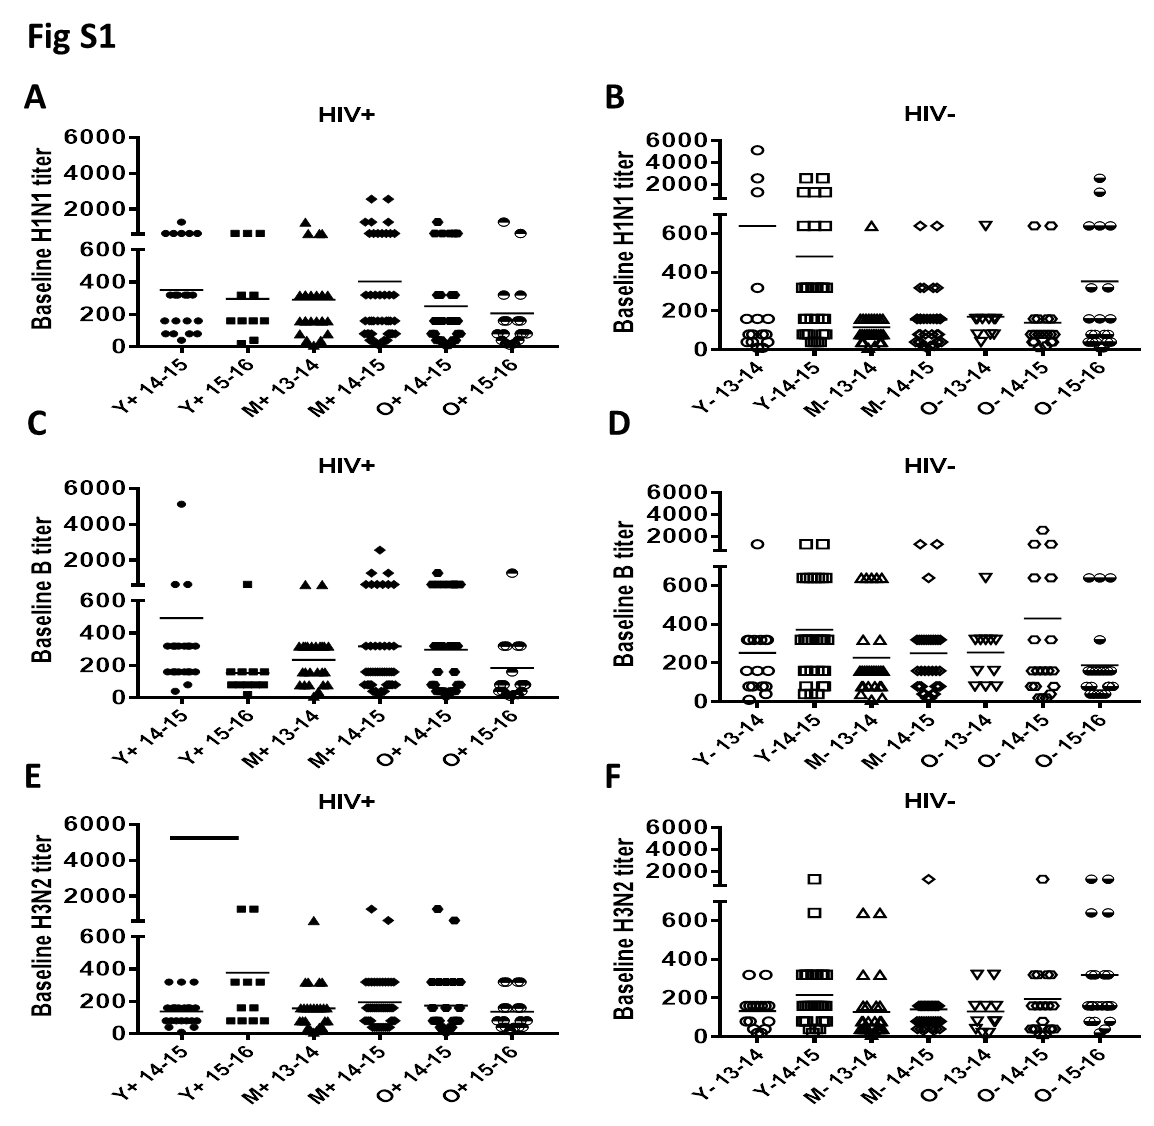 Fig S1
A
HIV+
Baseline H1N1 titer
6000
4000
2000
600
400
200
0
Y+ 14-15
Y+ 15-16
M+ 13-14
M+ 14-15
O+ 14-15
O+ 15-16
B
HIV-
Baseline H1N1 titer
6000
4000
2000
600
400
200
0
Y- 13-14
Y-14-15
M- 13-14
M- 14-15
O- 13-14
O- 14-15
O- 15-16
C
HIV+
Baseline B titer
6000
4000
2000
600
400
200
0
Y+ 14-15
Y+ 15-16
M+ 13-14
M+ 14-15
O+ 14-15
O+ 15-16
D
HIV-
Baseline B titer
6000
4000
2000
600
400
200
0
Y- 13-14
Y-14-15
M- 13-14
M- 14-15
O- 13-14
O- 14-15
O- 15-16
E
HIV+
Baseline H3N2 titer
6000
4000
2000
600
400
200
0
Y+ 14-15
Y+ 15-16
M+ 13-14
M+ 14-15
O+ 14-15
O+ 15-16
F
HIV-
Baseline H3N2 titer
6000
4000
2000
600
400
200
0
Y- 13-14
Y-14-15
M- 13-14
M- 14-15
O- 13-14
O- 14-15
O- 15-16